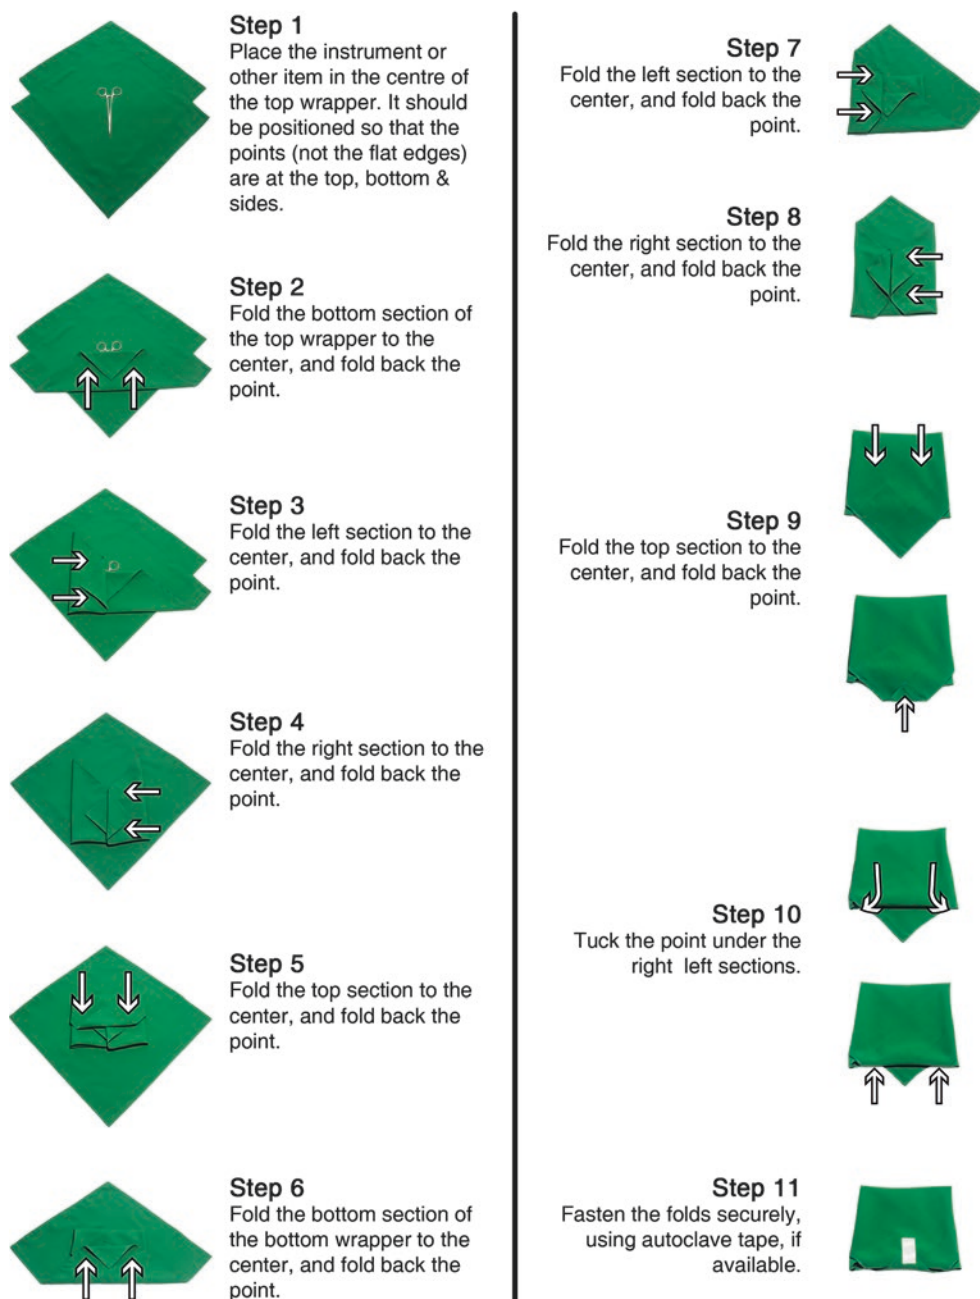 Step 1
Place the instrument or
other item in the centre of
the top wrapper. It should
be positioned so that the
points (not the flat edges)
are at the top, bottom &
sides.
Step 2
Fold the bottom section of
the top wrapper to the
center, and fold back the
point.
Step 3
Fold the left section to the
center, and fold back the
point.
Step 4
Fold the right section to the
center, and fold back the
point.
Step 5
Fold the top section to the
center, and fold back the
point.
Step 6
Fold the bottom section of
the bottom wrapper to the
center, and fold back the
point.
Step 7
Fold the left section to the
center, and fold back the
point.
Step 8
Fold the right section to the
center, and fold back the
point.
Step 9
Fold the top section to the
center, and fold back the
point.
Step 10
Tuck the point under the
right left sections.
Step 11
Fasten the folds securely,
using autoclave tape, if
available.